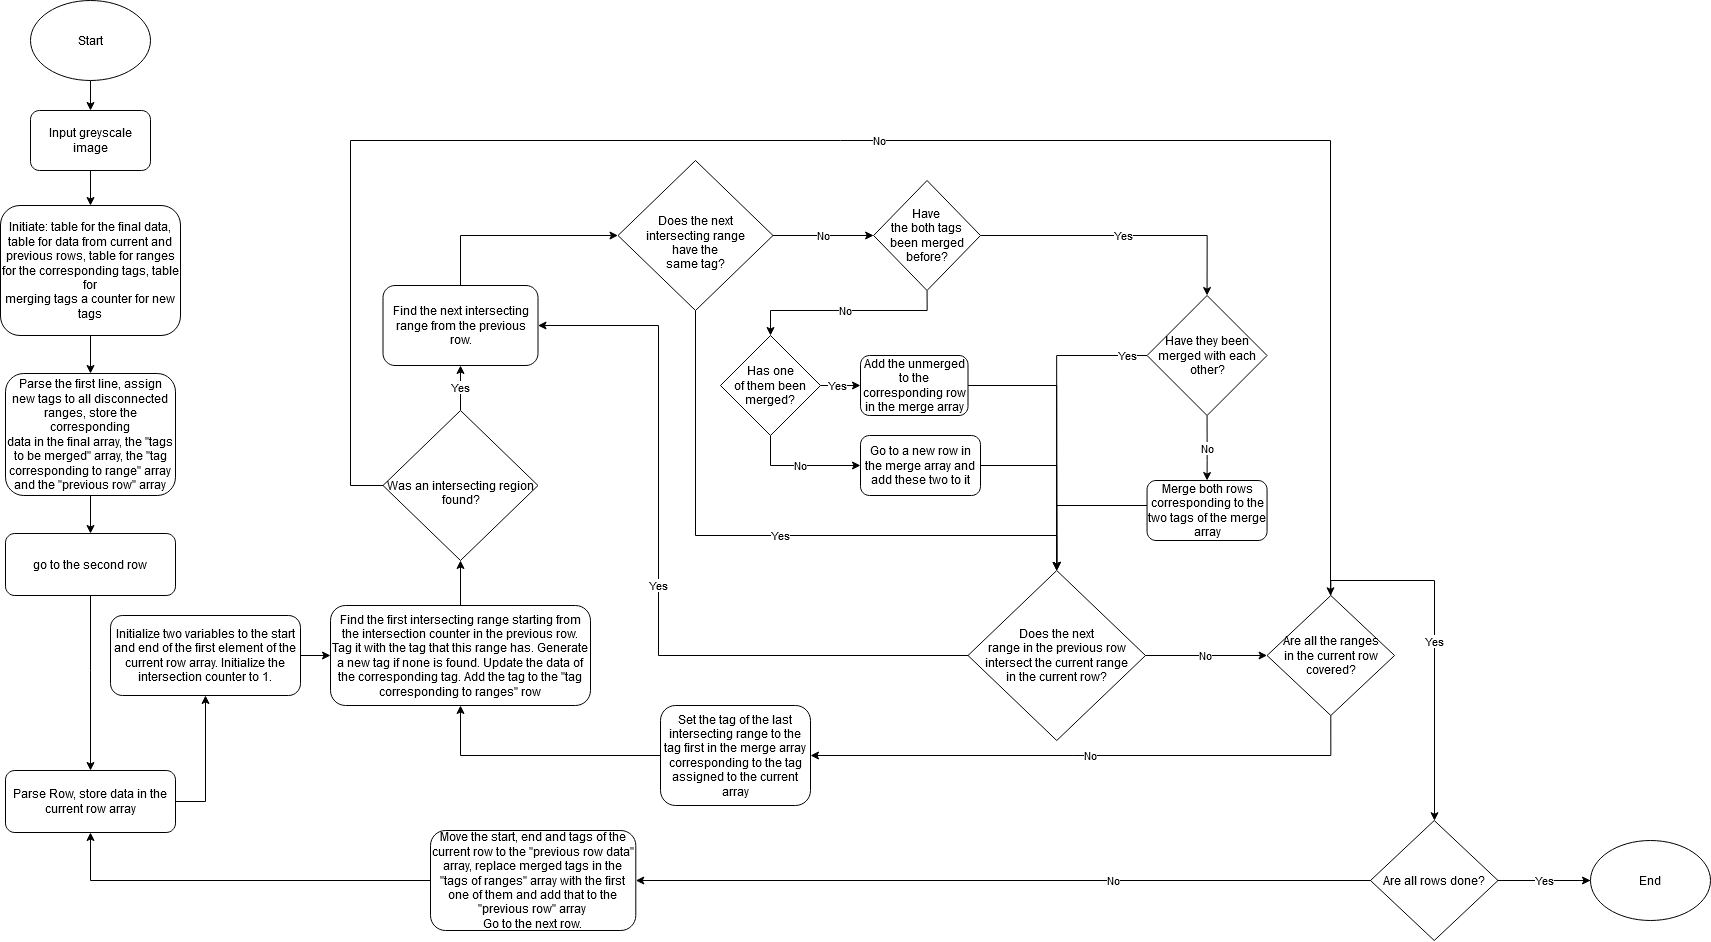 Start
Input greyscale
image
Initiate: table for the final data,
table for data from current and
previous rows, table for ranges
for the corresponding tags, table
for
merging tags a counter for new
tags
Parse the first line, assign
new tags to all disconnected
ranges, store the
corresponding
data in the final array, the "tags
to be merged" array, the "tag
corresponding to range" array
and the "previous row" array
go to the second row
Parse Row, store data in the
current row array
Initialize two variables to the start
and end of the first element of the
current row array. Initialize the
intersection counter to 1.
Find the first intersecting range starting from
the intersection counter in the previous row.
Tag it with the tag that this range has. Generate
a new tag if none is found. Update the data of
the corresponding tag. Add the tag to the "tag
corresponding to ranges" row
Was an intersecting region
found?
No
Yes
Find the next intersecting
range from the previous
row.
Does the next
intersecting range
have the
same tag?
No
Yes
Have
the both tags
been merged
before?
Yes
No
Has one
of them been
merged?
Yes
Add the unmerged
to the
corresponding row
in the merge array
No
Go to a new row in
the merge array and
add these two to it
Have they been
merged with each
other?
Yes
No
Merge both rows
corresponding to the
two tags of the merge
array
Does the next
range in the previous row
intersect the current range
in the current row?
Yes
No
Are all the ranges
in the current row
covered?
Yes
No
Set the tag of the last
intersecting range to the
tag first in the merge array
corresponding to the tag
assigned to the current
array
Are all rows done?
No
Move the start, end and tags of the
current row to the "previous row data"
array, replace merged tags in the
"tags of ranges" array with the first
one of them and add that to the
"previous row" array
Go to the next row.
Yes
End